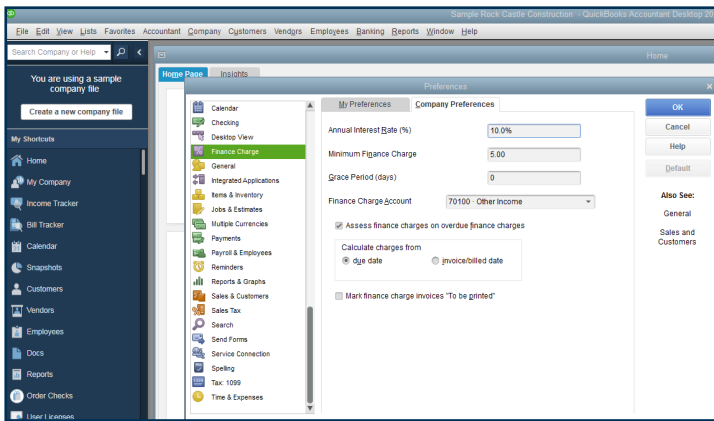 Sample Rock Castle Construction - QuickBooks Accountant Desktop 20
File Edit View Lists Favorites Accountant Company Customers Vendors Employees Banking Reports Window Help
Search Company or Help
Home
You are using a sample
company file
Create a new company file
My Shortcuts
Home
My Company
Income Tracker
Bill Tracker
Calendar
Snapshots
Customers
Vendors
Employees
Docs
Reports
Order Checks
User Licenses
Home Page Insights
Preferences
Calendar
Checking
Desktop View
Finance Charge
General
Integrated Applications
Items & Inventory
Jobs & Estimates
Multiple Currencies
Payments
Payroll & Employees
Reminders
Reports & Graphs
Sales & Customers
Sales Tax
Search
Send Forms
Service Connection
Spelling
Tax: 1099
Time & Expenses
My Preferences Company Preferences
Annual Interest Rate (%) 10.0%
Minimum Finance Charge 5.00
Grace Period (days) 0
Finance Charge Account 70100 · Other Income
Assess finance charges on overdue finance charges
Calculate charges from
due date invoice/billed date
Mark finance charge invoices "To be printed"
OK
Cancel
Help
Default
Also See:
General
Sales and
Customers